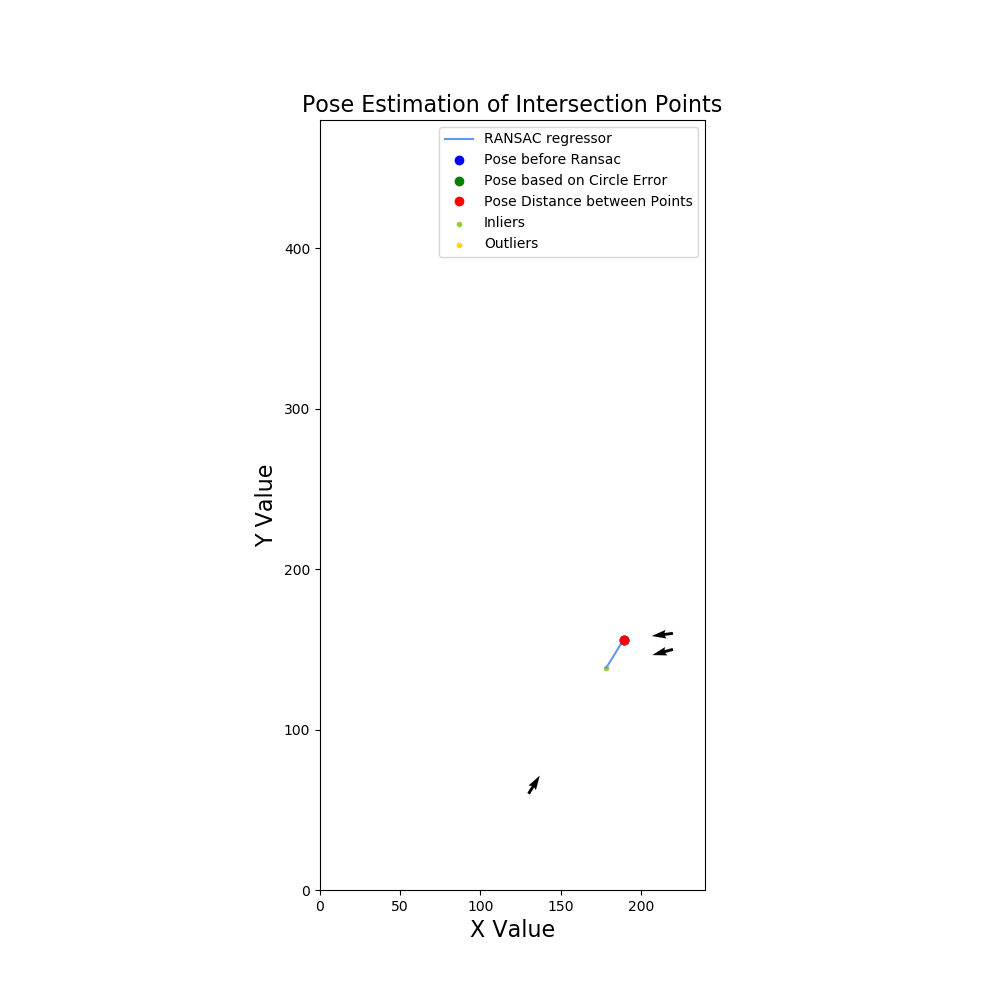 Pose Estimation of Intersection Points
RANSAC regressor
Pose before Ransac
Pose based on Circle Error
Pose Distance between Points
Inliers
Outliers
400
300
200
100
0
Y Value
0 50 100 150 200
X Value